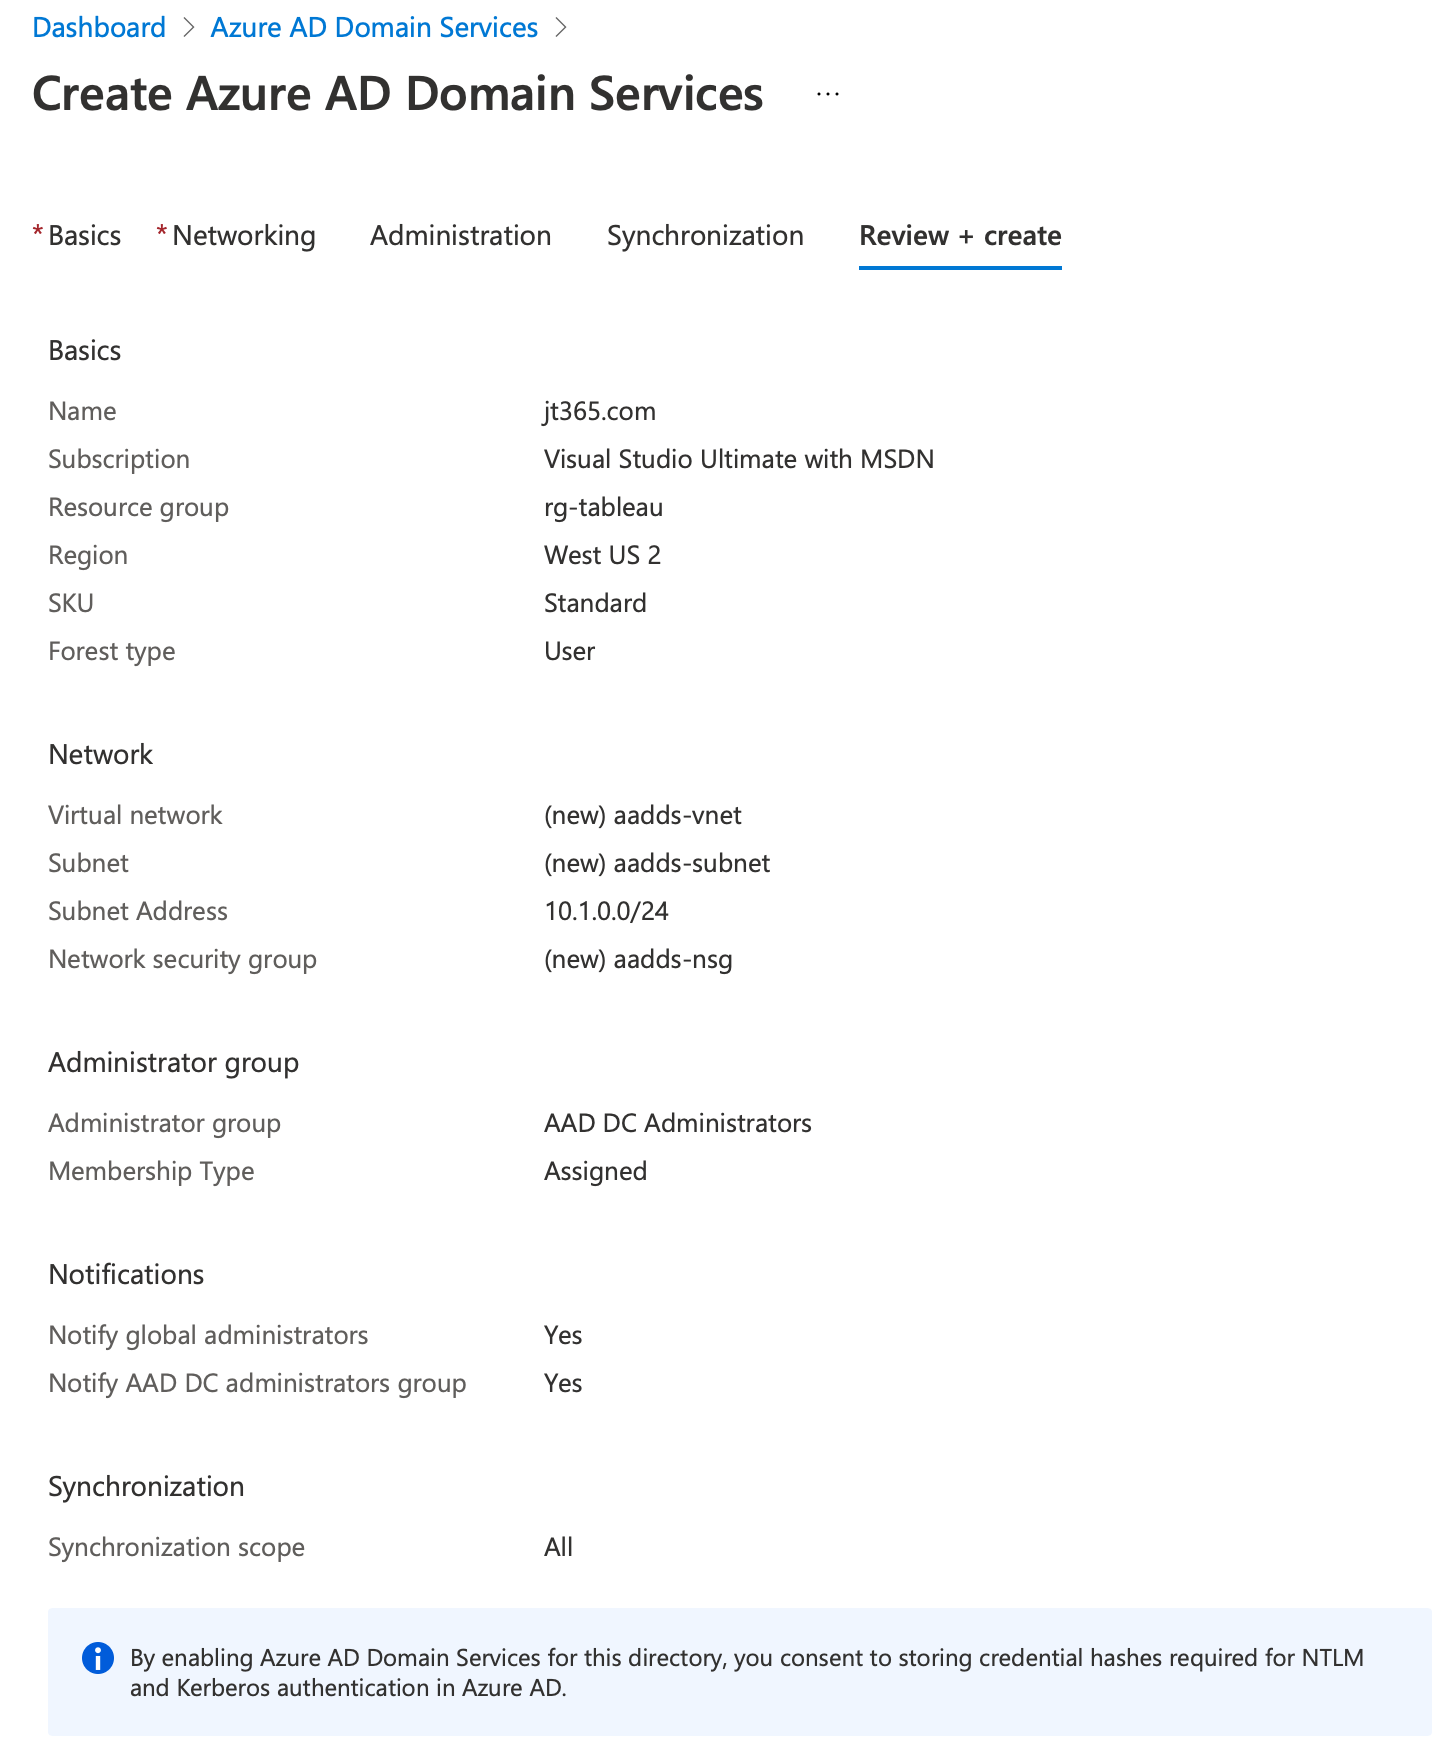 Dashboard > Azure AD Domain Services >
Create Azure AD Domain Services ...
* Basics * Networking Administration Synchronization Review + create
Basics
Name jt365.com
Subscription Visual Studio Ultimate with MSDN
Resource group rg-tableau
Region West US 2
SKU Standard
Forest type User
Network
Virtual network (new) aadds-vnet
Subnet (new) aadds-subnet
Subnet Address 10.1.0.0/24
Network security group (new) aadds-nsg
Administrator group
Administrator group AAD DC Administrators
Membership Type Assigned
Notifications
Notify global administrators Yes
Notify AAD DC administrators group Yes
Synchronization
Synchronization scope All
By enabling Azure AD Domain Services for this directory, you consent to storing credential hashes required for NTLM
and Kerberos authentication in Azure AD.